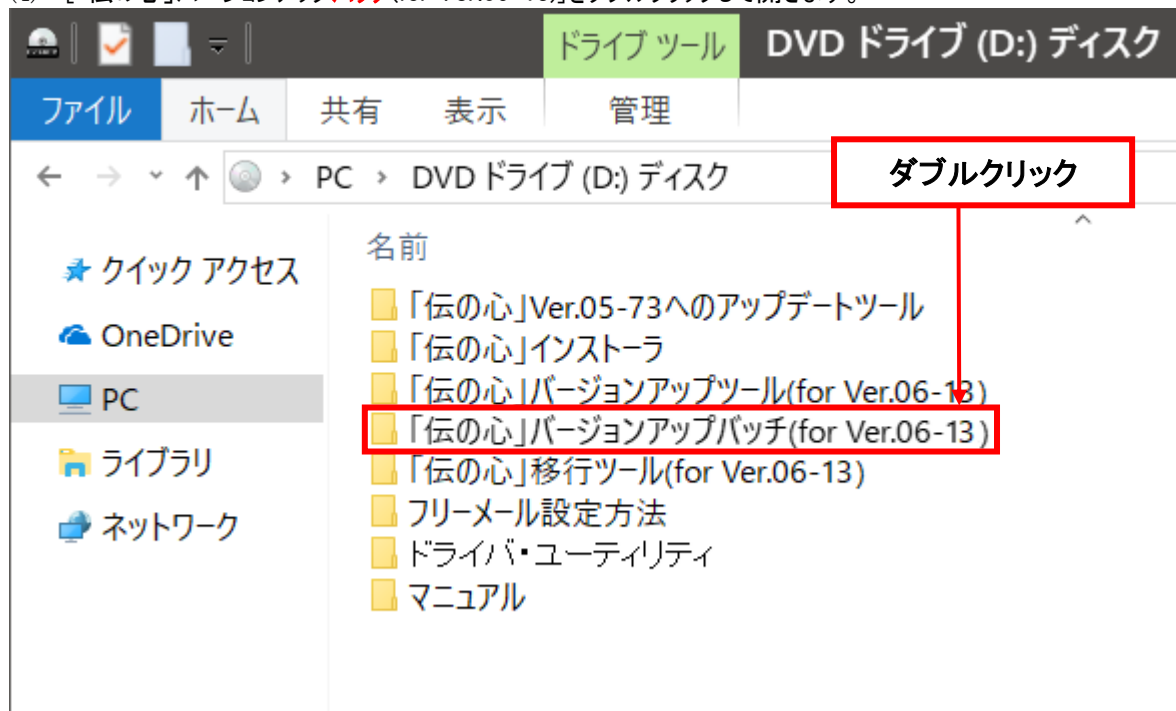 ドライブ ツール DVD ドライブ (D:) ディスク
ファイル ホーム 共有 表示 管理
PC › DVD ドライブ (D:) ディスク
ダブルクリック
名前
クイック アクセス
OneDrive
PC
ライブラリ
ネットワーク
「伝の心」Ver.05-73へのアップデートツール
「伝の心」インストーラ
「伝の心」バージョンアップツール(for Ver.06-13)
「伝の心」バージョンアップバッチ(for Ver.06-13)
「伝の心」移行ツール(for Ver.06-13)
フリーメール設定方法
ドライバ・ユーティリティ
マニュアル